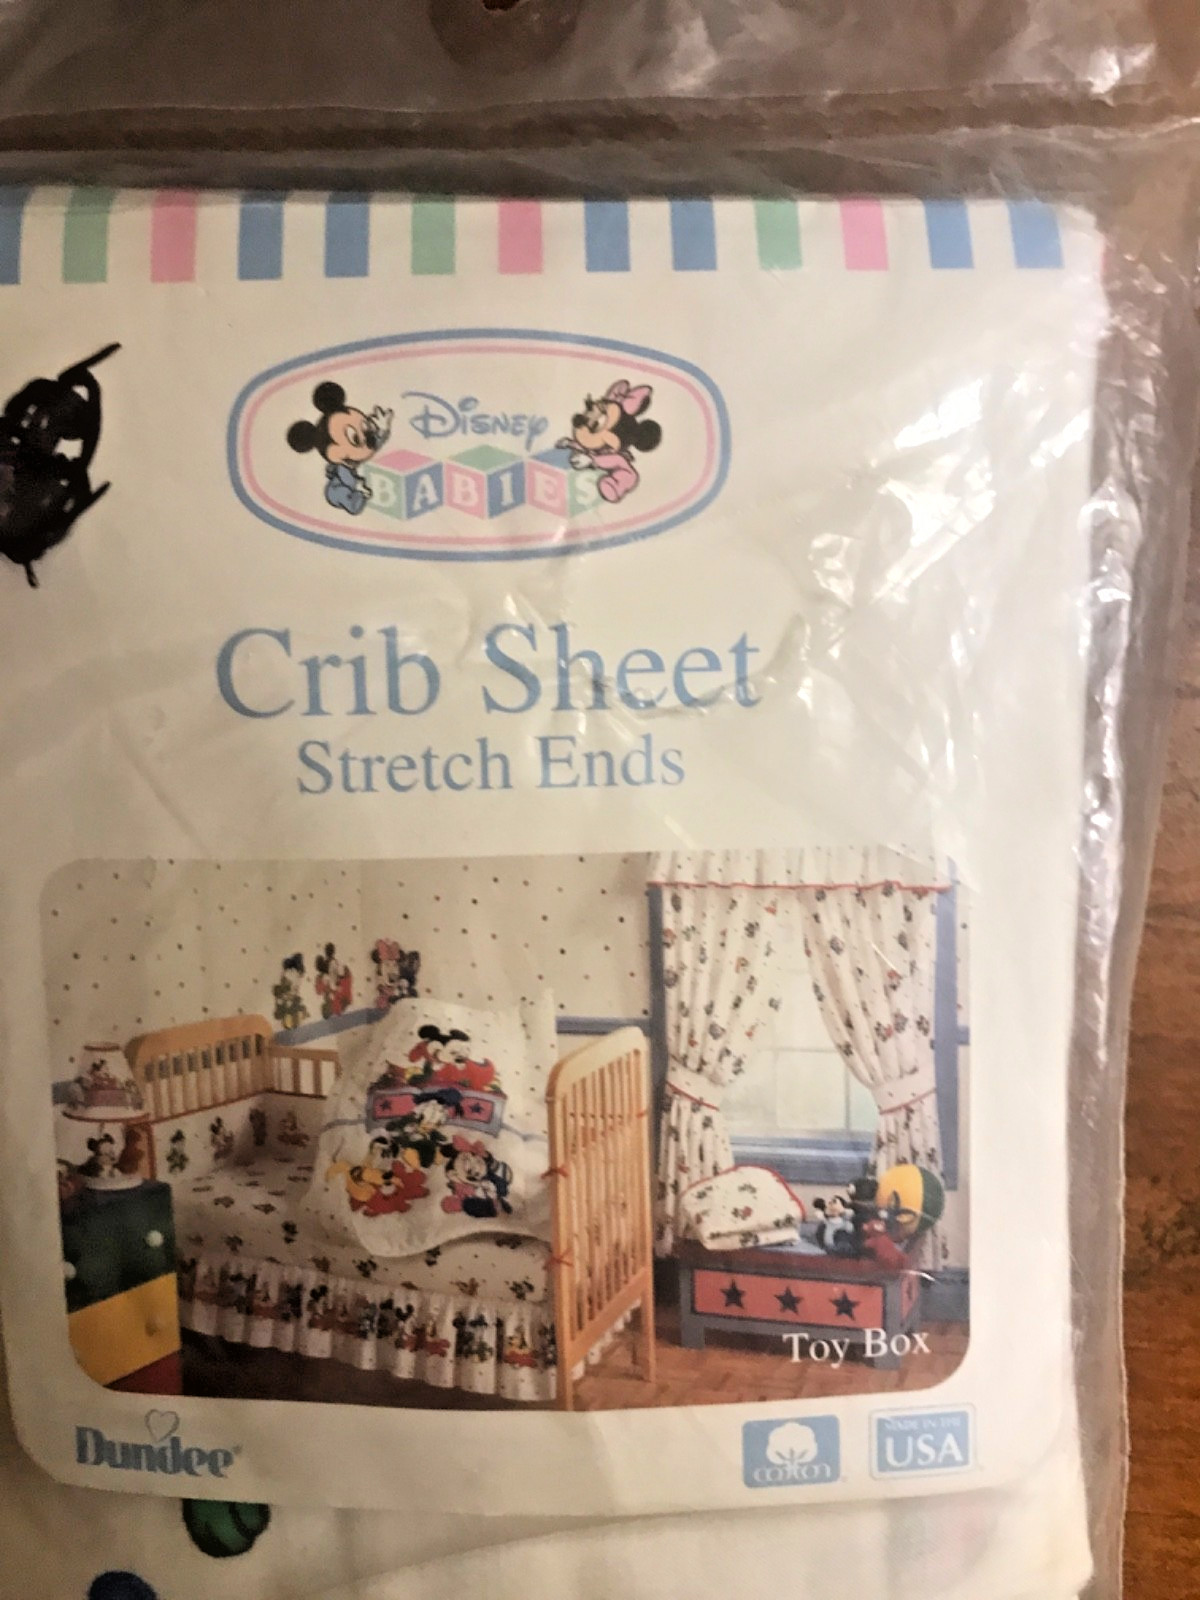 Disney
BABIES
Crib Sheet
Stretch Ends
Toy Box
Dundee®
cotton
MADE IN THE
USA